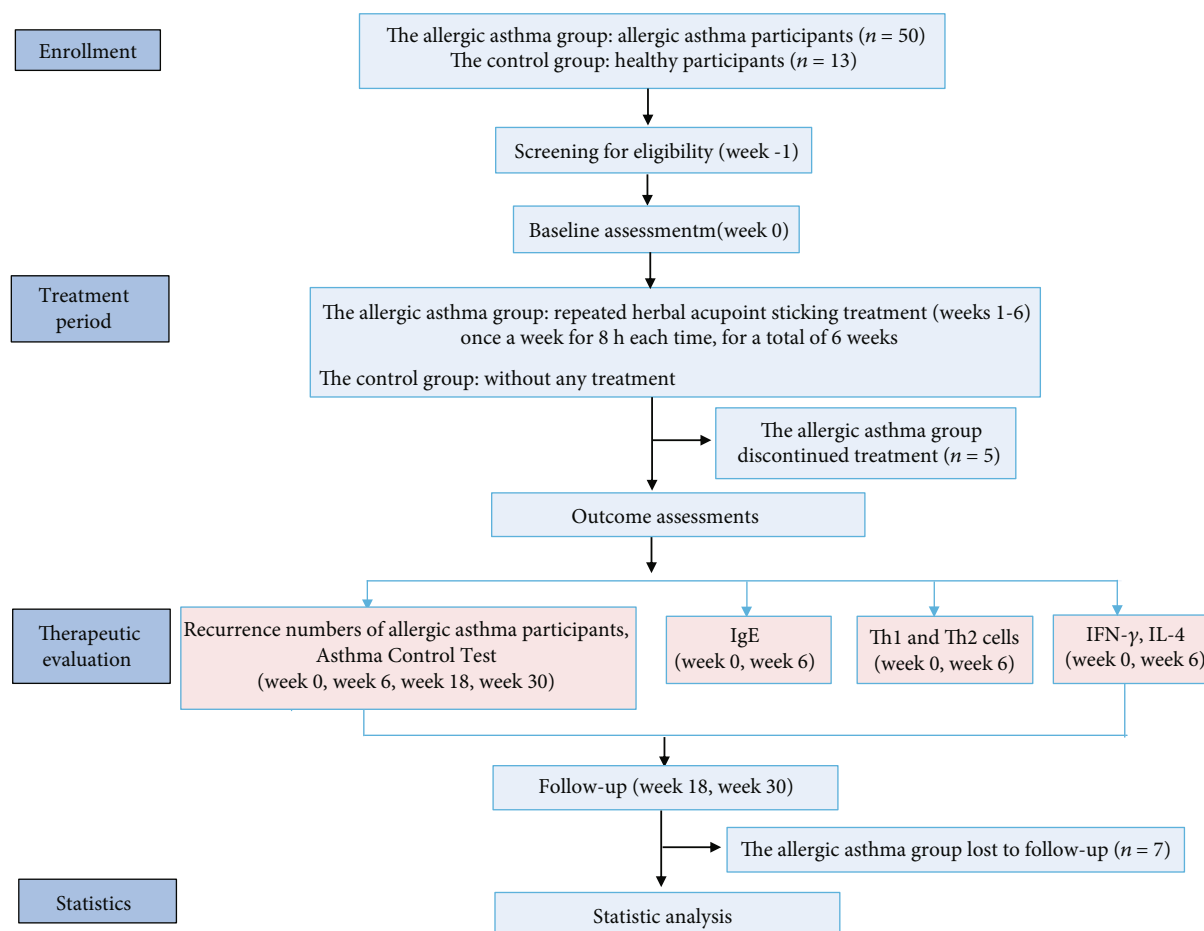 Enrollment
The allergic asthma group: allergic asthma participants (n = 50)
The control group: healthy participants (n = 13)
Screening for eligibility (week -1)
Baseline assessmentm(week 0)
Treatment
period
The allergic asthma group: repeated herbal acupoint sticking treatment (weeks 1-6)
once a week for 8 h each time, for a total of 6 weeks
The control group: without any treatment
The allergic asthma group
discontinued treatment (n = 5)
Outcome assessments
Therapeutic
evaluation
Recurrence numbers of allergic asthma participants,
Asthma Control Test
(week 0, week 6, week 18, week 30)
IgE
(week 0, week 6)
Th1 and Th2 cells
(week 0, week 6)
IFN-γ, IL-4
(week 0, week 6)
Follow-up (week 18, week 30)
The allergic asthma group lost to follow-up (n = 7)
Statistics
Statistic analysis